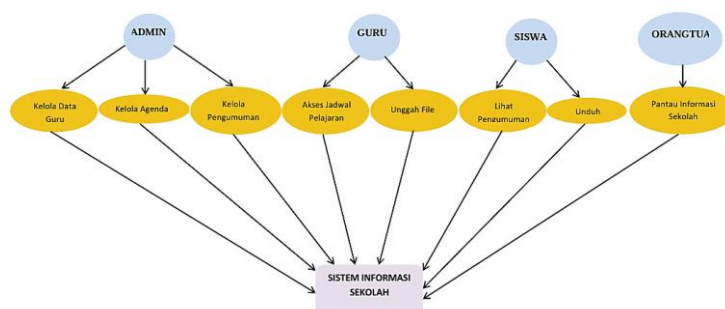 ADMIN
GURU
SISWA
ORANGTUA
Kelola Data
Guru
Kelola Agenda
Kelola
Pengumuman
Akses Jadwal
Pelajaran
Unggah File
Lihat
Pengumuman
Unduh
Pantau Informasi
Sekolah
SISTEM INFORMASI
SEKOLAH